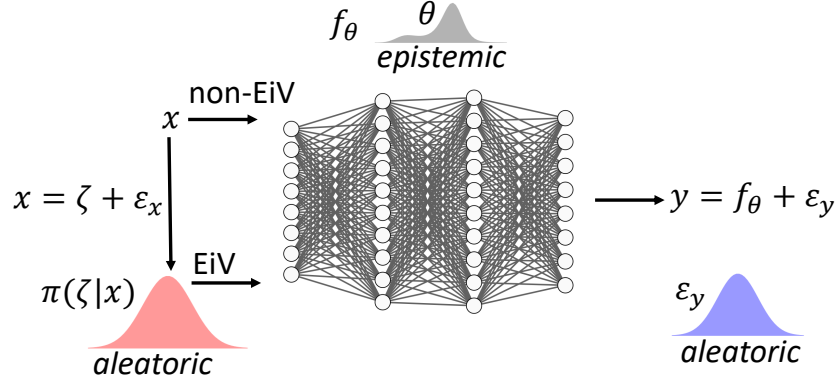 f_θ θ
epistemic
x non-EiV
x = ζ + ε_x
y = f_θ + ε_y
EiV
π(ζ|x)
ε_y
aleatoric
aleatoric